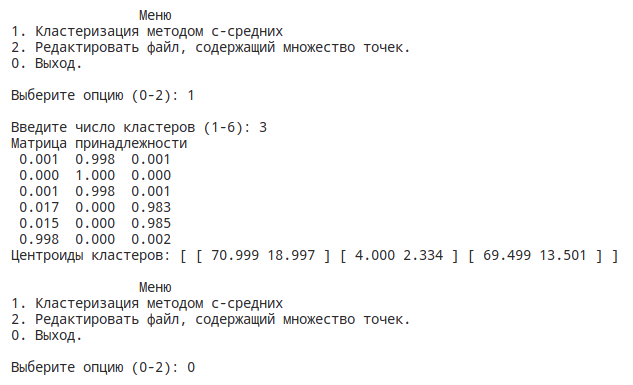 Меню
1. Кластеризация методом c-средних
2. Редактировать файл, содержащий множество точек.
0. Выход.
Выберите опцию (0-2): 1
Введите число кластеров (1-6): 3
Матрица принадлежности
0.001 0.998 0.001
0.000 1.000 0.000
0.001 0.998 0.001
0.017 0.000 0.983
0.015 0.000 0.985
0.998 0.000 0.002
Центроиды кластеров: [ [ 70.999 18.997 ] [ 4.000 2.334 ] [ 69.499 13.501 ] ]
Меню
1. Кластеризация методом c-средних
2. Редактировать файл, содержащий множество точек.
0. Выход.
Выберите опцию (0-2): 0